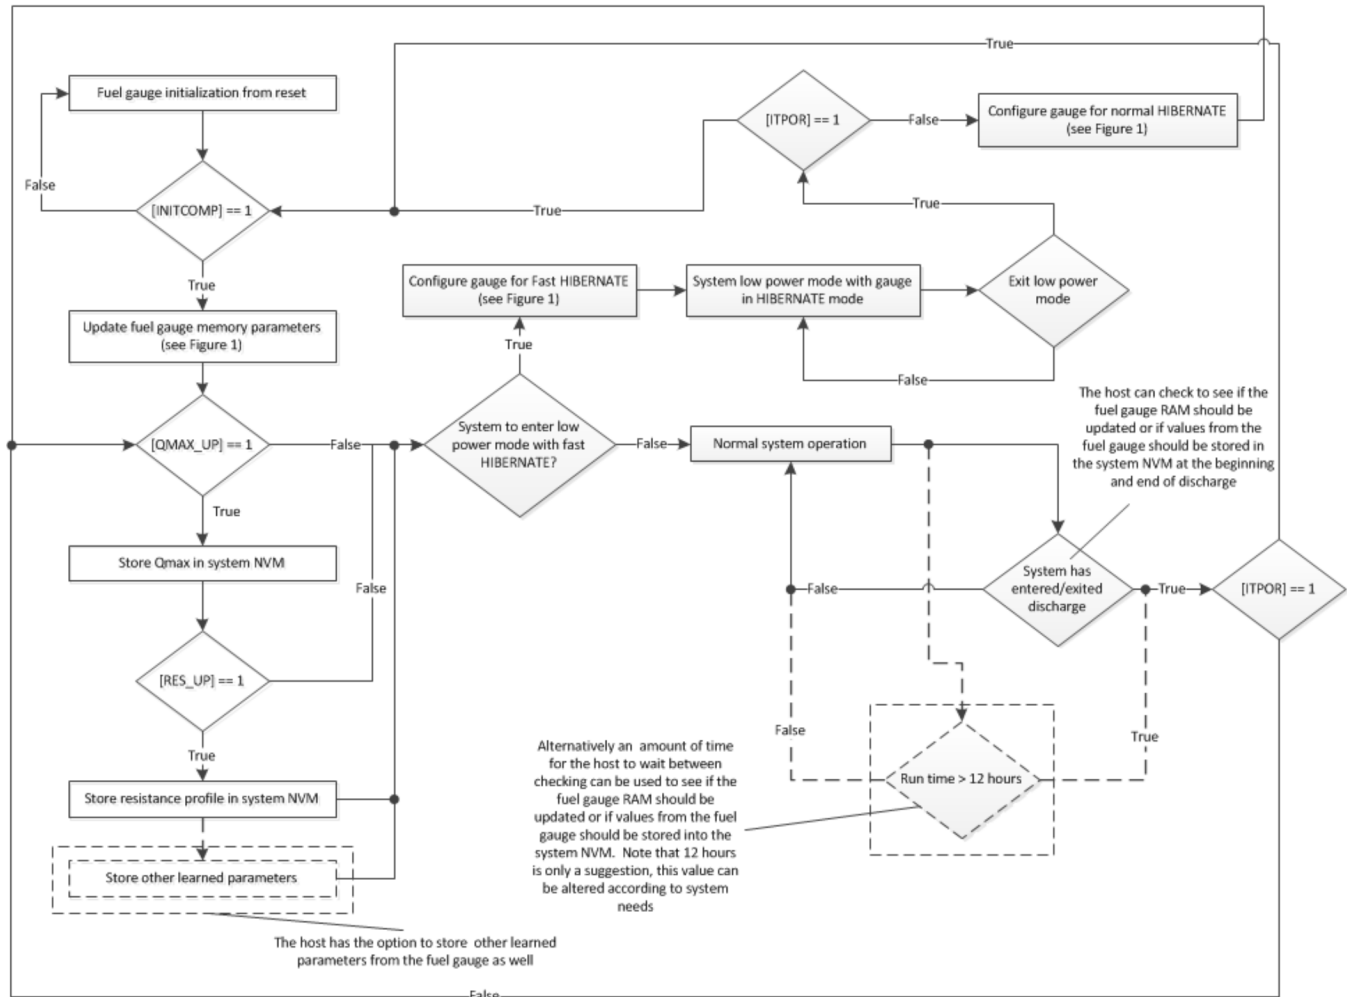 True
Fuel gauge initialization from reset
[ITPOR] == 1
False
Configure gauge for normal HIBERNATE
(see Figure 1)
False
[INITCOMP] == 1
True
True
True
Configure gauge for Fast HIBERNATE
(see Figure 1)
System low power mode with gauge
in HIBERNATE mode
Exit low power
mode
Update fuel gauge memory parameters
(see Figure 1)
True
False
The host can check to see if the
fuel gauge RAM should be
updated or if values from the
fuel gauge should be stored in
the system NVM at the beginning
and end of discharge
[QMAX_UP] == 1
False
System to enter low
power mode with fast
HIBERNATE?
False
Normal system operation
True
Store Qmax in system NVM
False
False
System has
entered/exited
discharge
True
[ITPOR] == 1
[RES_UP] == 1
True
False
True
Alternatively an amount of time
for the host to wait between
checking can be used to see if the
fuel gauge RAM should be
updated or if values from the fuel
gauge should be stored into the
system NVM. Note that 12 hours
is only a suggestion, this value can
be altered according to system
needs
Run time > 12 hours
Store resistance profile in system NVM
Store other learned parameters
The host has the option to store other learned
parameters from the fuel gauge as well
False